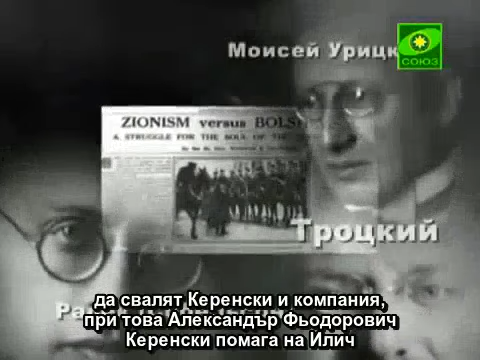 Моисей Урицк
СОЮЗ
ZIONISM versus BOLSH
A STRUGGLE FOR THE SOUL OF THE
Троцкий
да свалят Керенски и компания,
при това Александър Фьодорович
Керенски помага на Илич